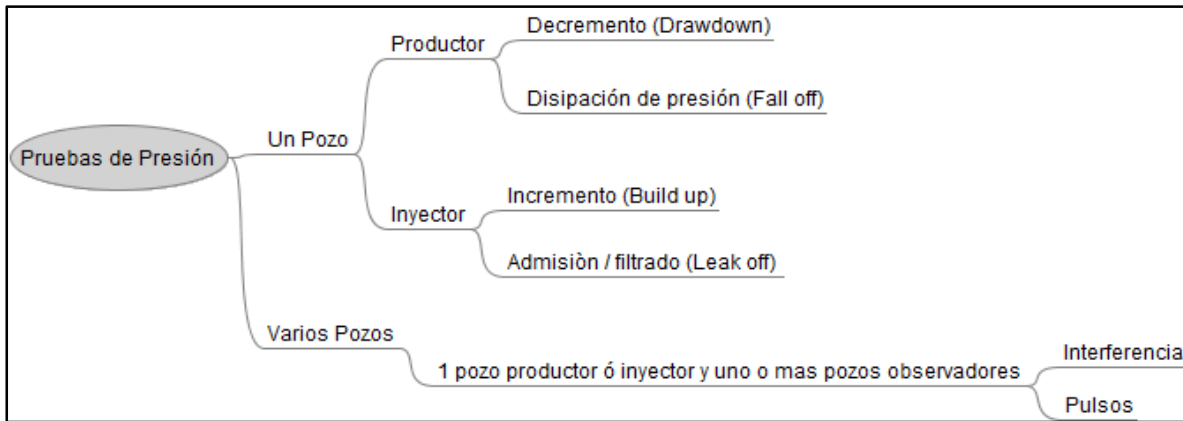 Pruebas de Presión
Un Pozo
Productor
Decremento (Drawdown)
Disipación de presión (Fall off)
Inyector
Incremento (Build up)
Admisiòn / filtrado (Leak off)
Varios Pozos
1 pozo productor ó inyector y uno o mas pozos observadores
Interferencia
Pulsos